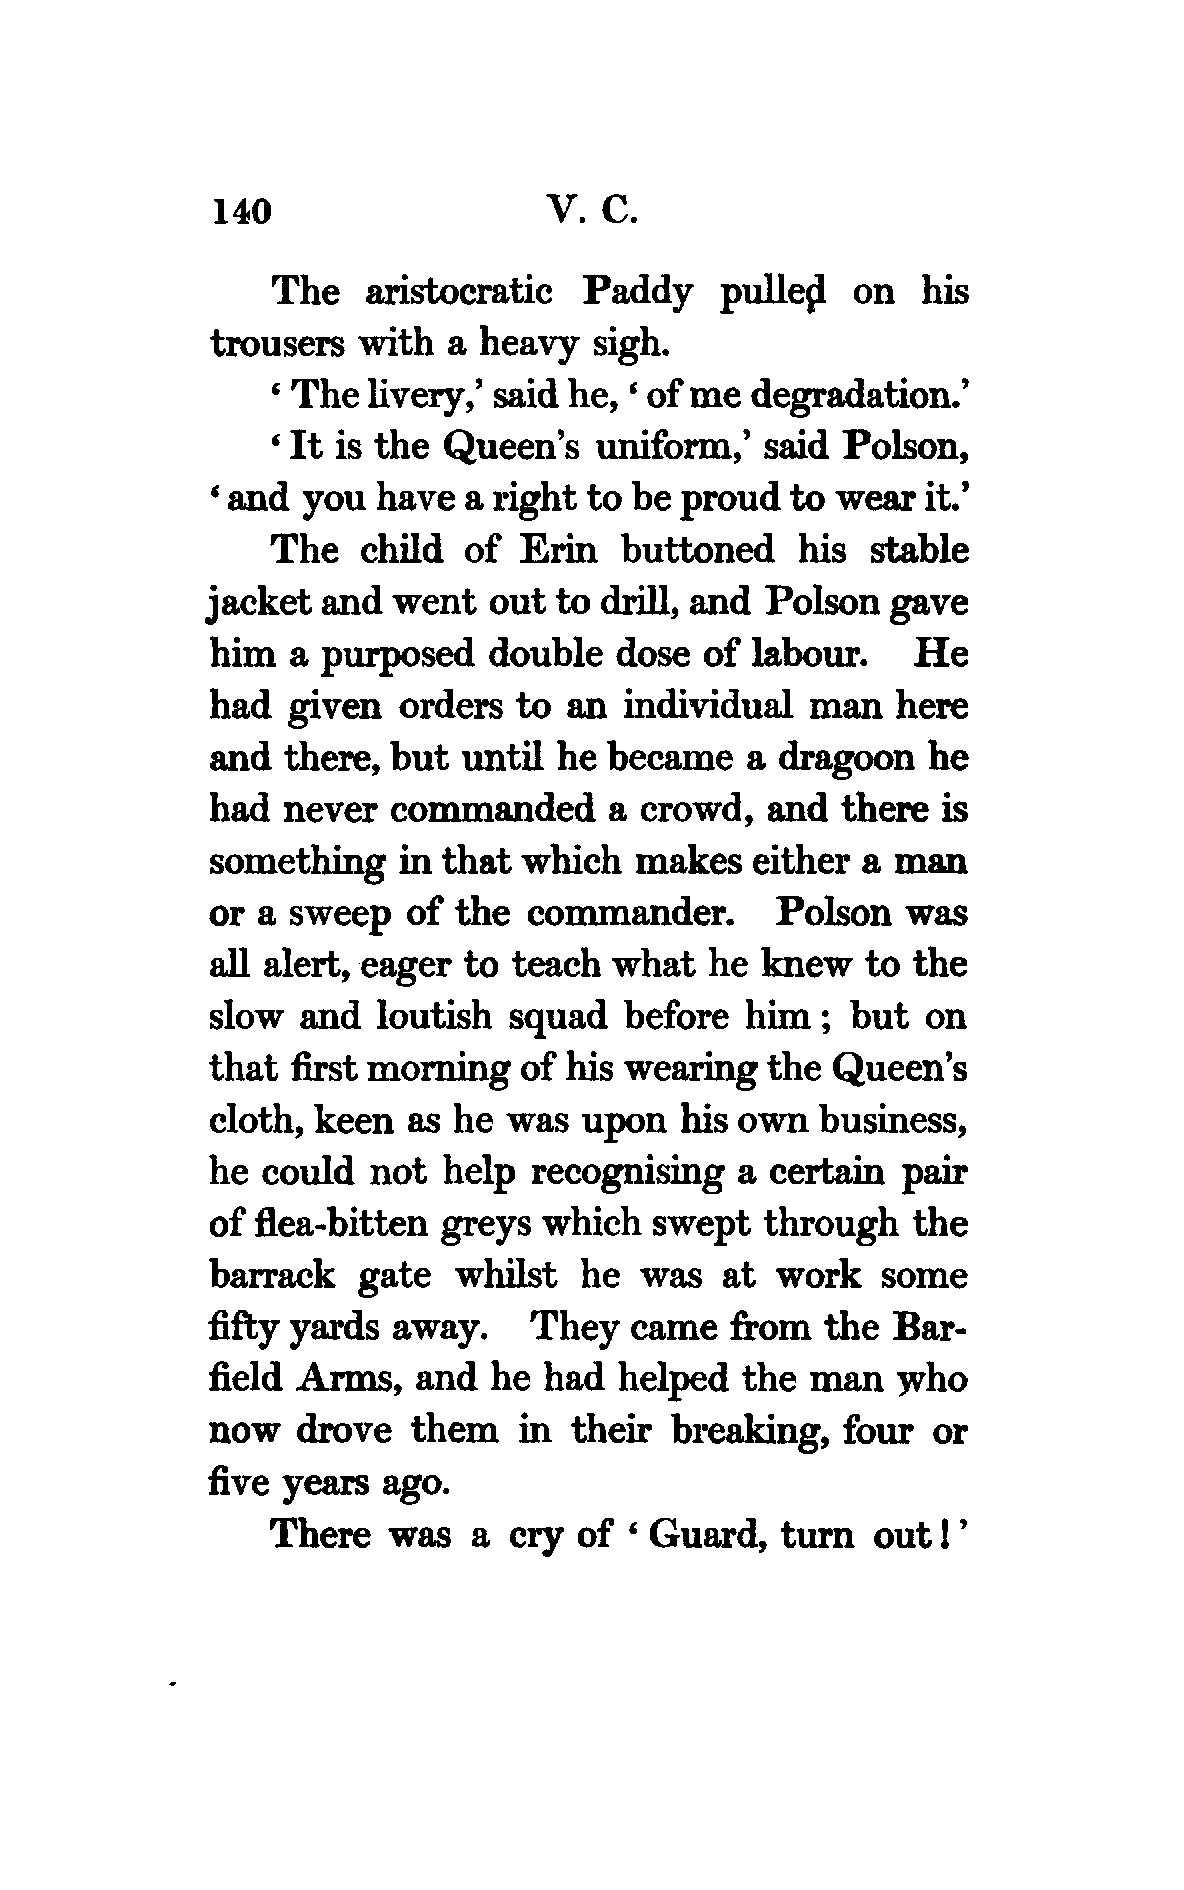 140 V. C.
The aristocratic Paddy pulled on his
trousers with a heavy sigh.
‘ The livery,’ said he, ‘ of me degradation.’
‘ It is the Queen’s uniform,’ said Polson,
‘ and you have a right to be proud to wear it.’
The child of Erin buttoned his stable
jacket and went out to drill, and Polson gave
him a purposed double dose of labour. He
had given orders to an individual man here
and there, but until he became a dragoon he
had never commanded a crowd, and there is
something in that which makes either a man
or a sweep of the commander. Polson was
all alert, eager to teach what he knew to the
slow and loutish squad before him ; but on
that first morning of his wearing the Queen’s
cloth, keen as he was upon his own business,
he could not help recognising a certain pair
of flea-bitten greys which swept through the
barrack gate whilst he was at work some
fifty yards away. They came from the Bar-
field Arms, and he had helped the man who
now drove them in their breaking, four or
five years ago.
There was a cry of ‘ Guard, turn out ! ’